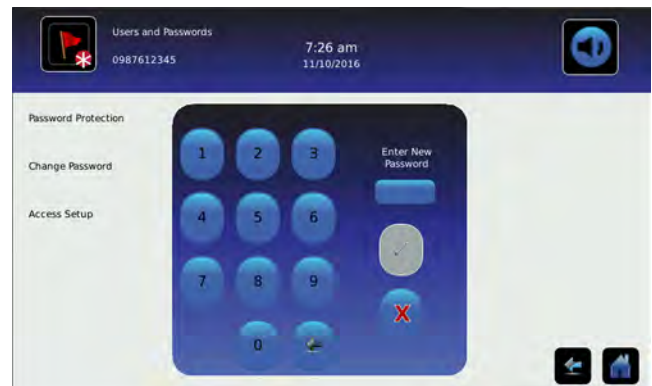 Users and Passwords
0987612345
7:26 am
11/10/2016
Password Protection
Change Password
Access Setup
1 2 3
4 5 6
7 8 9
0
Enter New
Password
X